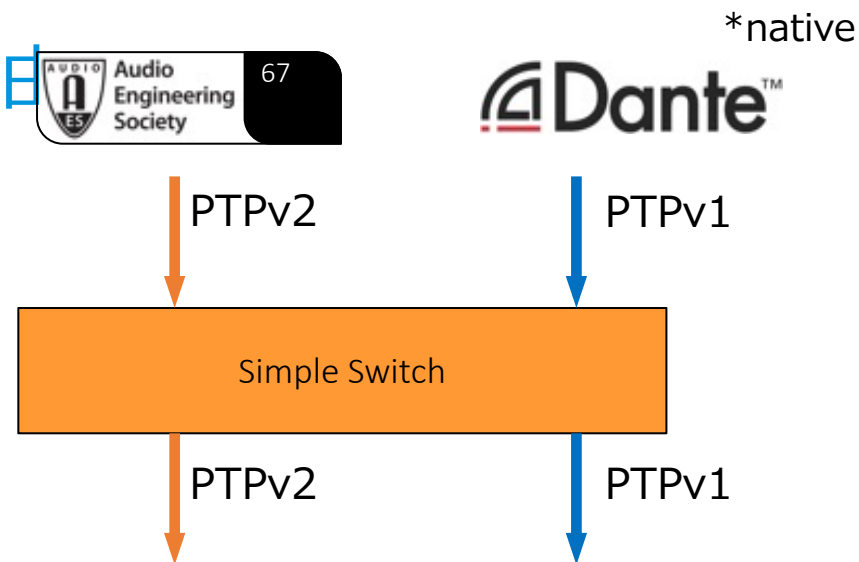 *native
AUDIO
AES
Audio
Engineering
Society
67
Dante™
PTPv2
PTPv1
Simple Switch
PTPv2
PTPv1